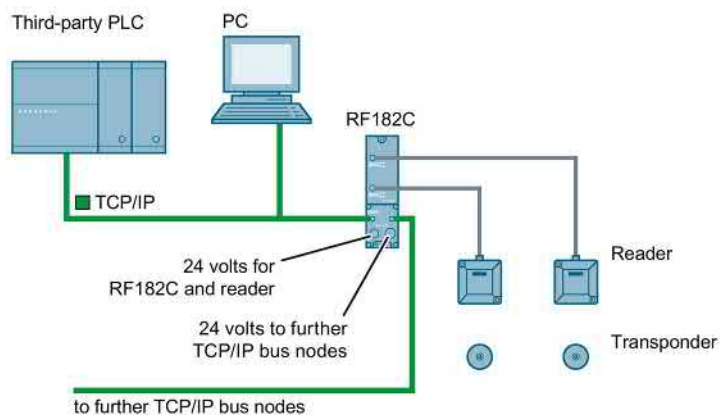 Third-party PLC
PC
RF182C
TCP/IP
24 volts for
RF182C and reader
Reader
24 volts to further
TCP/IP bus nodes
Transponder
to further TCP/IP bus nodes